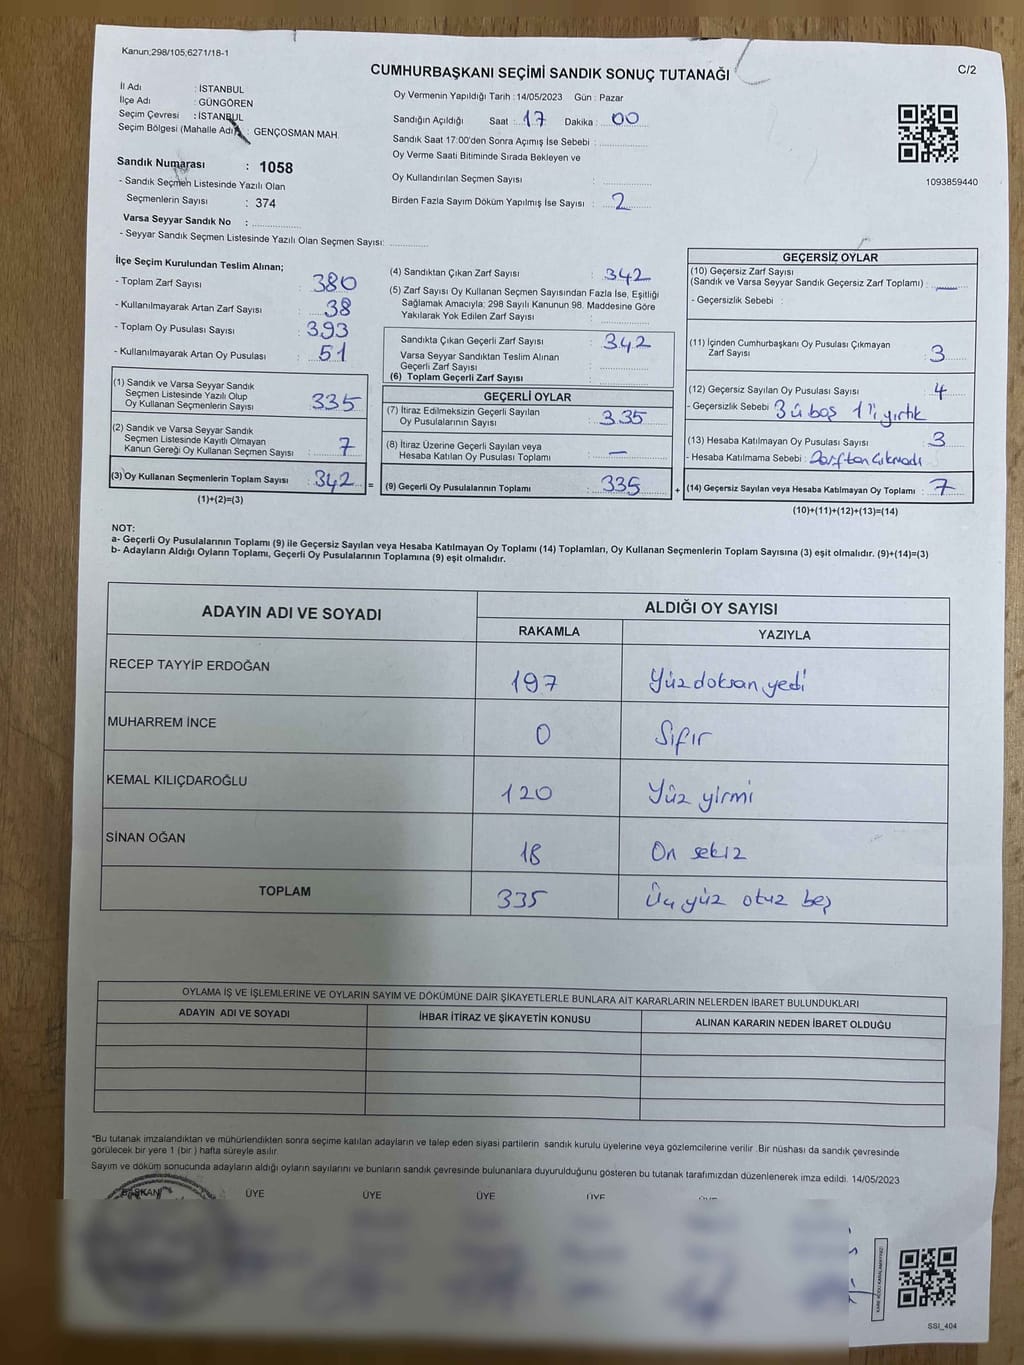 Kanun;298/105;6271/18-1
C/2
CUMHURBAŞKANI SEÇİMİ SANDIK SONUÇ TUTANAĞI
İl Adı : İSTANBUL
İlçe Adı : GÜNGÖREN
Seçim Çevresi : İSTANBUL
Seçim Bölgesi (Mahalle Adı) : GENÇOSMAN MAH.
Oy Vermenin Yapıldığı Tarih :14/05/2023 Gün : Pazar
Sandığın Açıldığı Saat : 17 Dakika : 00
Sandık Saat 17:00'den Sonra Açımış İse Sebebi :
Oy Verme Saati Bitiminde Sırada Bekleyen ve
Oy Kullandırılan Seçmen Sayısı :
Birden Fazla Sayım Döküm Yapılmış İse Sayısı : 2
1093859440
Sandık Numarası : 1058
- Sandık Seçmen Listesinde Yazılı Olan
Seçmenlerin Sayısı : 374
Varsa Seyyar Sandık No :
- Seyyar Sandık Seçmen Listesinde Yazılı Olan Seçmen Sayısı:
İlçe Seçim Kurulundan Teslim Alınan;
- Toplam Zarf Sayısı : 380
- Kullanılmayarak Artan Zarf Sayısı : 38
- Toplam Oy Pusulası Sayısı : 393
- Kullanılmayarak Artan Oy Pusulası : 51
(1) Sandık ve Varsa Seyyar Sandık
Seçmen Listesinde Yazılı Olup
Oy Kullanan Seçmenlerin Sayısı : 335
(2) Sandık ve Varsa Seyyar Sandık
Seçmen Listesinde Kayıtlı Olmayan
Kanun Gereği Oy Kullanan Seçmen Sayısı : 7
(3) Oy Kullanan Seçmenlerin Toplam Sayısı : 342 =
(1)+(2)=(3)
(4) Sandıktan Çıkan Zarf Sayısı : 342
(5) Zarf Sayısı Oy Kullanan Seçmen Sayısından Fazla İse, Eşitliği
Sağlamak Amacıyla; 298 Sayılı Kanunun 98. Maddesine Göre
Yakılarak Yok Edilen Zarf Sayısı :
Sandıkta Çıkan Geçerli Zarf Sayısı : 342
Varsa Seyyar Sandıktan Teslim Alınan
Geçerli Zarf Sayısı :
(6) Toplam Geçerli Zarf Sayısı :
GEÇERLİ OYLAR
(7) İtiraz Edilmeksizin Geçerli Sayılan
Oy Pusulalarının Sayısı : 335
(8) İtiraz Üzerine Geçerli Sayılan veya
Hesaba Katılan Oy Pusulası Toplamı : —
(9) Geçerli Oy Pusulalarının Toplamı : 335 +
GEÇERSİZ OYLAR
(10) Geçersiz Zarf Sayısı
(Sandık ve Varsa Seyyar Sandık Geçersiz Zarf Toplamı) : —
- Geçersizlik Sebebi :
(11) İçinden Cumhurbaşkanı Oy Pusulası Çıkmayan
Zarf Sayısı : 3
(12) Geçersiz Sayılan Oy Pusulası Sayısı : 4
- Geçersizlik Sebebi : 3 ü boş 1'i yırtık
(13) Hesaba Katılmayan Oy Pusulası Sayısı : 3
- Hesaba Katılmama Sebebi : Zarftan Çıkmadı
(14) Geçersiz Sayılan veya Hesaba Katılmayan Oy Toplamı : 7
(10)+(11)+(12)+(13)=(14)
NOT:
a- Geçerli Oy Pusulalarının Toplamı (9) ile Geçersiz Sayılan veya Hesaba Katılmayan Oy Toplamı (14) Toplamları, Oy Kullanan Seçmenlerin Toplam Sayısına (3) eşit olmalıdır. (9)+(14)=(3)
b- Adayların Aldığı Oyların Toplamı, Geçerli Oy Pusulalarının Toplamına (9) eşit olmalıdır.
ADAYIN ADI VE SOYADI ALDIĞI OY SAYISI
RAKAMLA YAZIYLA
RECEP TAYYİP ERDOĞAN 197 Yüzdoksan yedi
MUHARREM İNCE 0 Sıfır
KEMAL KILIÇDAROĞLU 120 Yüz yirmi
SİNAN OĞAN 18 On sekiz
TOPLAM 335 Üç yüz otuz beş
OYLAMA İŞ VE İŞLEMLERİNE VE OYLARIN SAYIM VE DÖKÜMÜNE DAİR ŞİKAYETLERLE BUNLARA AİT KARARLARIN NELERDEN İBARET BULUNDUKLARI
ADAYIN ADI VE SOYADI İHBAR İTİRAZ VE ŞİKAYETİN KONUSU ALINAN KARARIN NEDEN İBARET OLDUĞU
*Bu tutanak imzalandıktan ve mühürlendikten sonra seçime katılan adayların ve talep eden siyasi partilerin sandık kurulu üyelerine veya gözlemcilerine verilir. Bir nüshası da sandık çevresinde
görülecek bir yere 1 (bir ) hafta süreyle asılır.
Sayım ve döküm sonucunda adayların aldığı oyların sayılarını ve bunların sandık çevresinde bulunanlara duyurulduğunu gösteren bu tutanak tarafımızdan düzenlenerek imza edildi. 14/05/2023
BAŞKAN ÜYE ÜYE ÜYE ÜYE
SSI_404